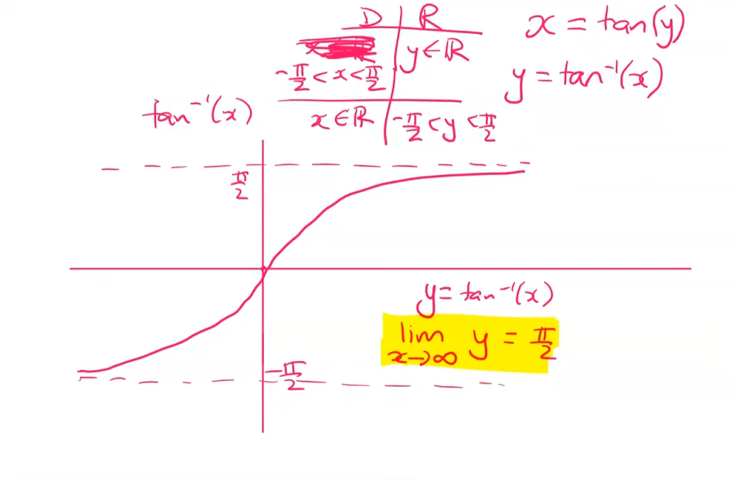 D R
y ∈ ℝ
-π/2 < x < π/2
x ∈ ℝ -π/2 < y < π/2
x = tan(y)
y = tan⁻¹(x)
tan⁻¹(x)
π/2
-π/2
y = tan⁻¹(x)
lim x→∞ y = π/2